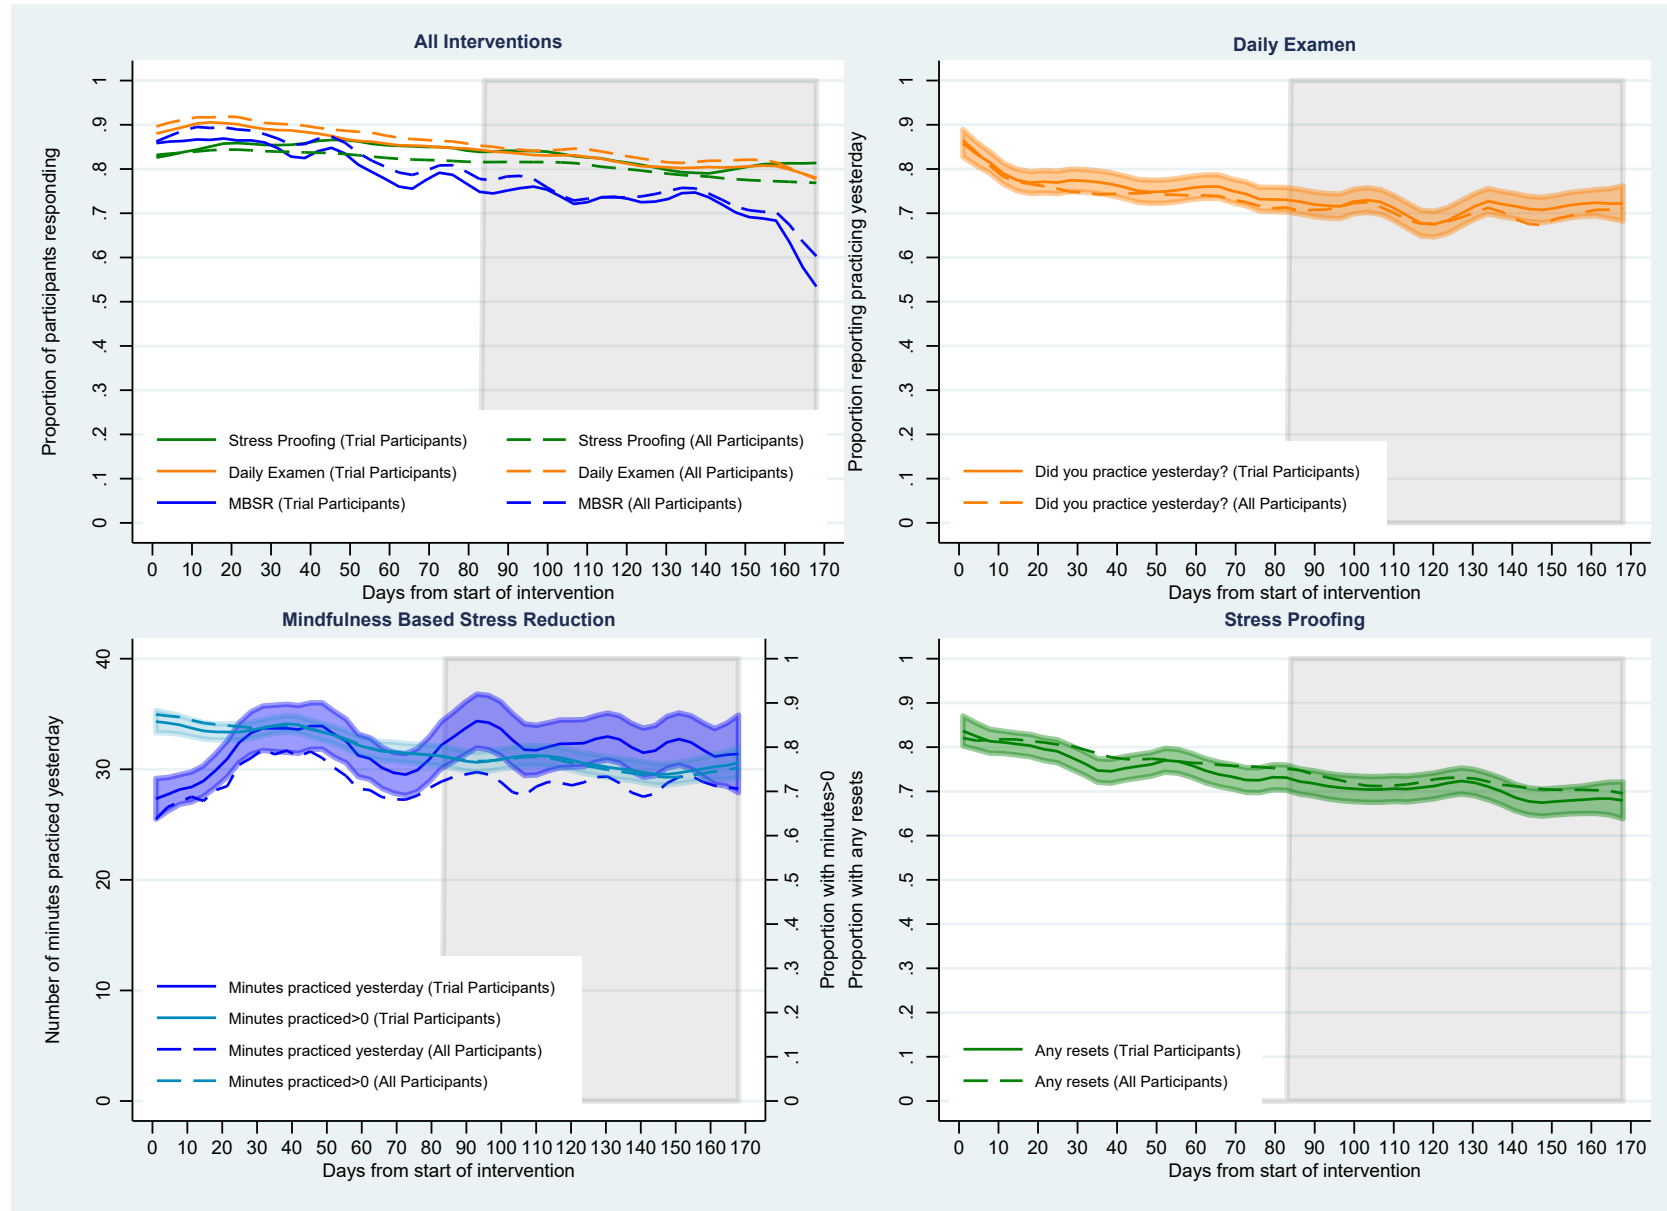 All Interventions
Proportion of participants responding
1
.9
.8
.7
.6
.5
.4
.3
.2
.1
0
Stress Proofing (Trial Participants)
Stress Proofing (All Participants)
Daily Examen (Trial Participants)
Daily Examen (All Participants)
MBSR (Trial Participants)
MBSR (All Participants)
0 10 20 30 40 50 60 70 80 90 100 110 120 130 140 150 160 170
Days from start of intervention
Daily Examen
Proportion reporting practicing yesterday
1
.9
.8
.7
.6
.5
.4
.3
.2
.1
0
Did you practice yesterday? (Trial Participants)
Did you practice yesterday? (All Participants)
0 10 20 30 40 50 60 70 80 90 100 110 120 130 140 150 160 170
Days from start of intervention
Mindfulness Based Stress Reduction
Number of minutes practiced yesterday
40
30
20
10
0
Minutes practiced yesterday (Trial Participants)
Minutes practiced>0 (Trial Participants)
Minutes practiced yesterday (All Participants)
Minutes practiced>0 (All Participants)
1
.9
.8
.7
.6
.5
.4
.3
.2
.1
0
Proportion with minutes>0
0 10 20 30 40 50 60 70 80 90 100 110 120 130 140 150 160 170
Days from start of intervention
Stress Proofing
Proportion with any resets
1
.9
.8
.7
.6
.5
.4
.3
.2
.1
0
Any resets (Trial Participants)
Any resets (All Participants)
0 10 20 30 40 50 60 70 80 90 100 110 120 130 140 150 160 170
Days from start of intervention